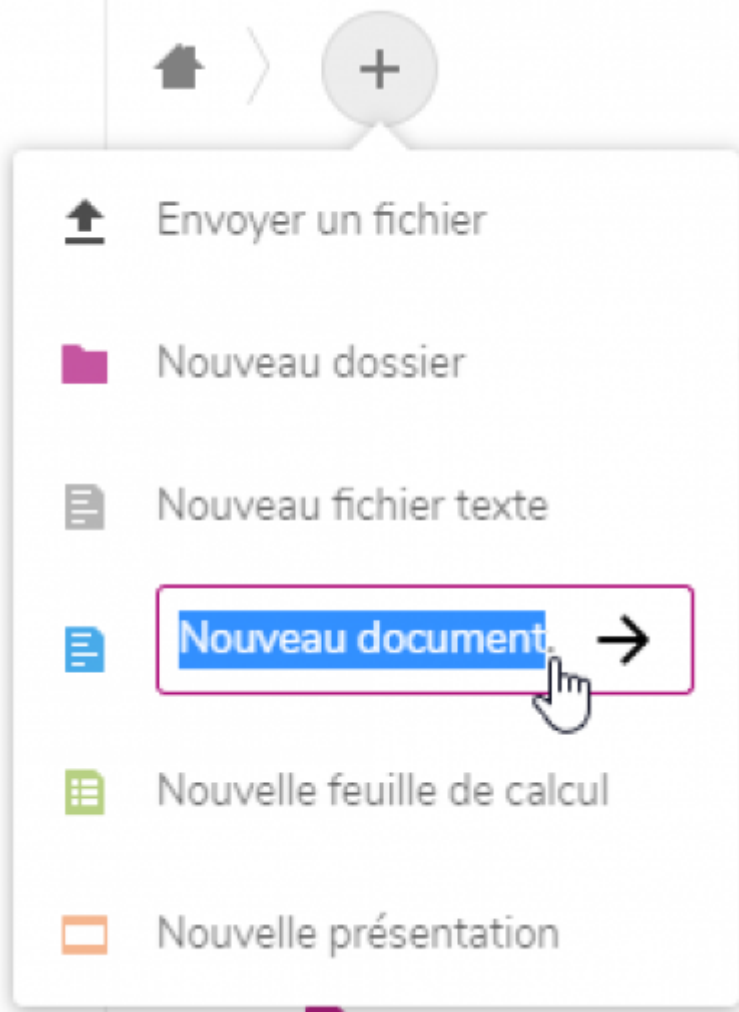 Envoyer un fichier
Nouveau dossier
Nouveau fichier texte
Nouveau document.
Nouvelle feuille de calcul
Nouvelle présentation